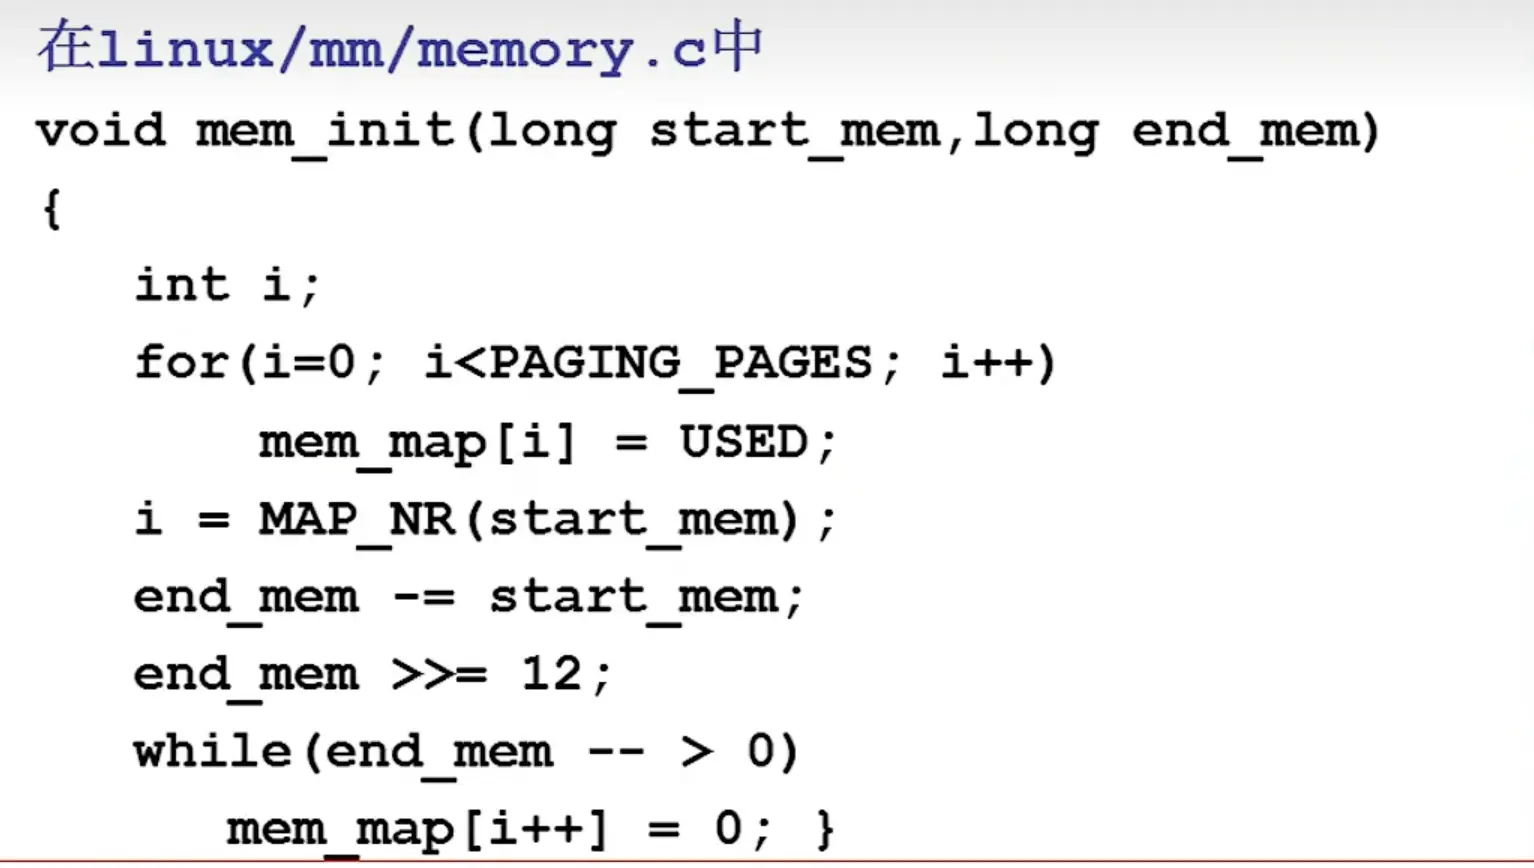 在linux/mm/memory.c中
void mem_init(long start_mem,long end_mem)
{
int i;
for(i=0; i<PAGING_PAGES; i++)
mem_map[i] = USED;
i = MAP_NR(start_mem);
end_mem -= start_mem;
end_mem >>= 12;
while(end_mem -- > 0)
mem_map[i++] = 0; }